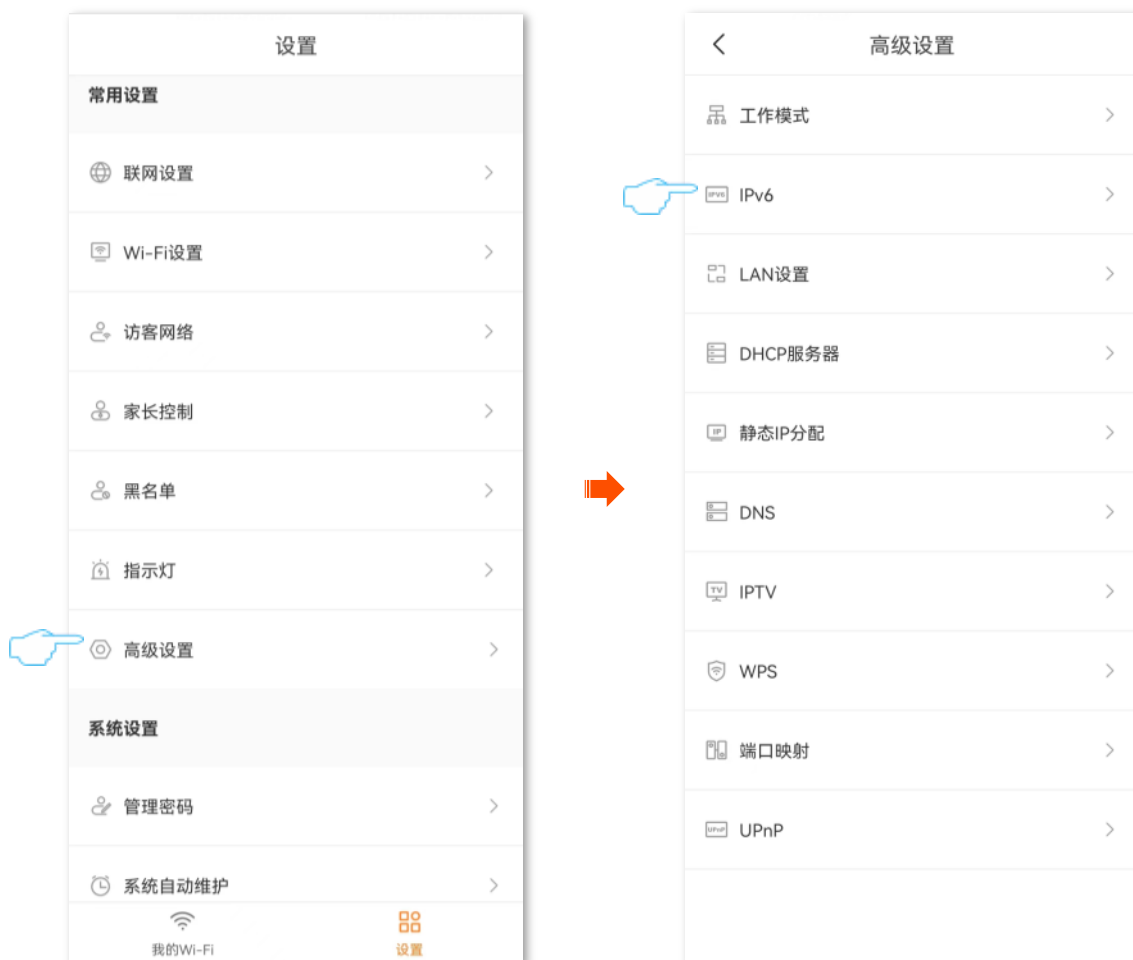 设置
常用设置
联网设置
Wi-Fi设置
访客网络
家长控制
黑名单
指示灯
高级设置
系统设置
管理密码
系统自动维护
我的Wi-Fi
设置
高级设置
工作模式
IPV6
IPv6
LAN设置
DHCP服务器
IP
静态IP分配
DNS
TV
IPTV
WPS
端口映射
UPnP
UPnP